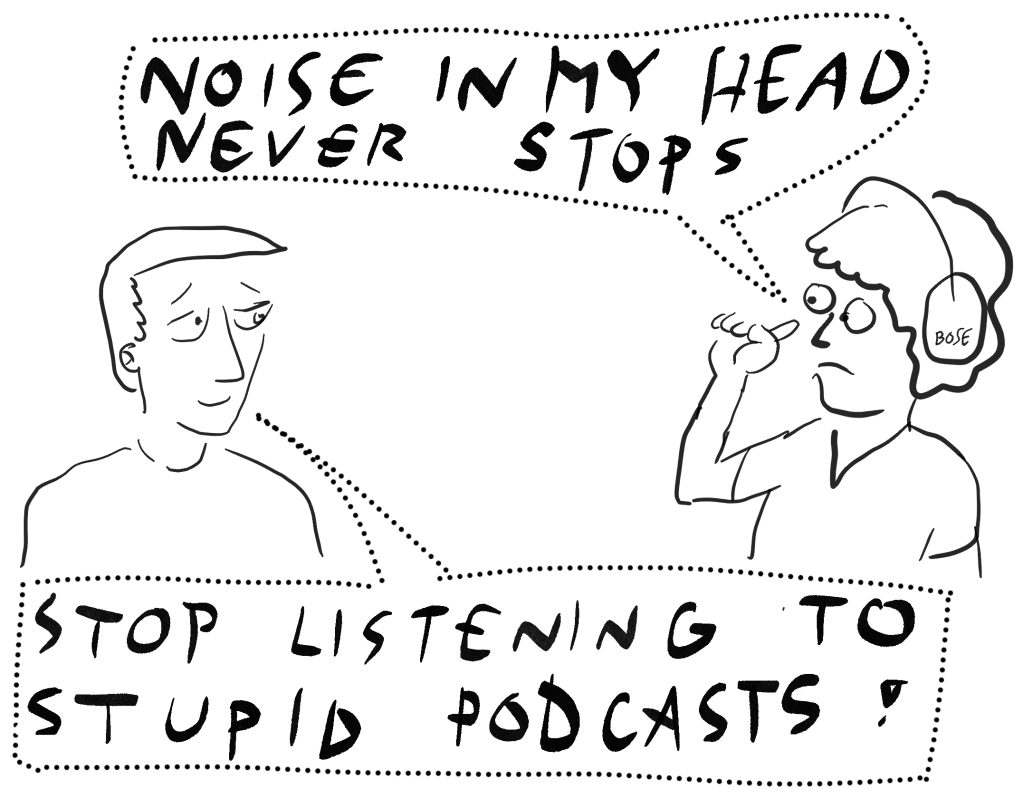 NOISE IN MY HEAD
NEVER STOPS
BOSE
STOP LISTENING TO
STUPID PODCASTS !